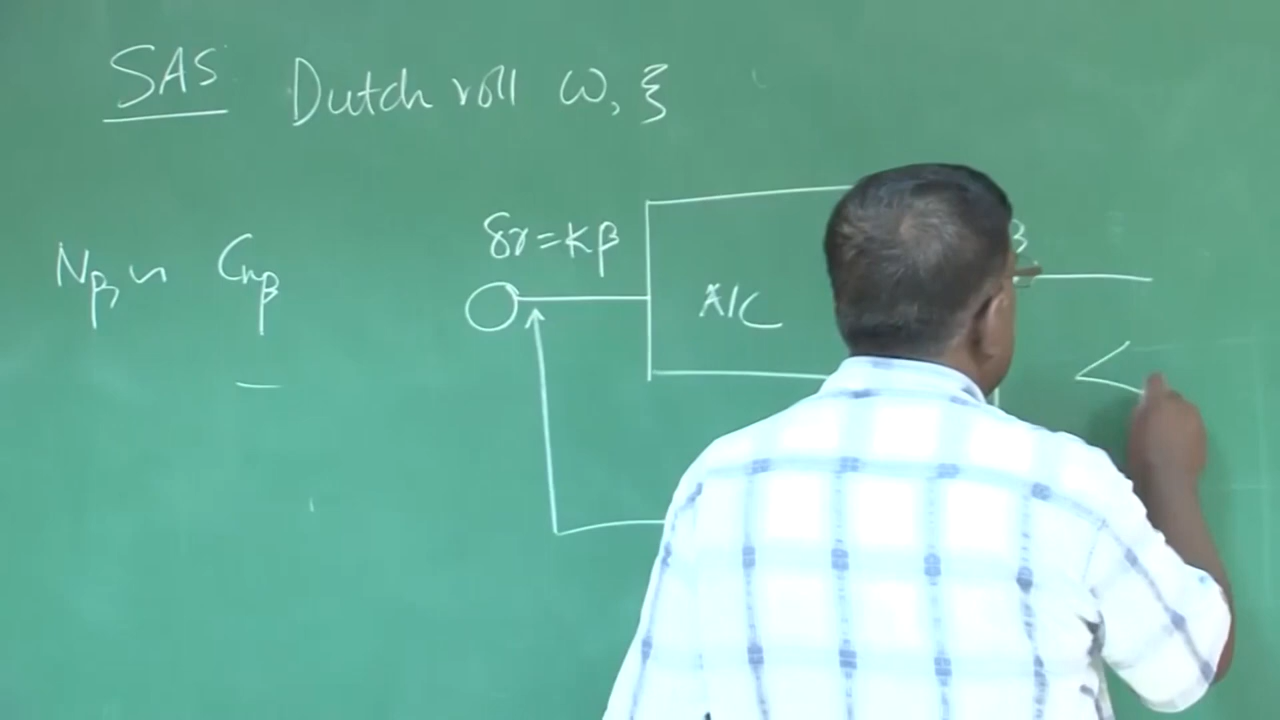 SAS Dutch roll ω, ξ
δr = Kβ
β
Nβ ~ Cnβ
A/C